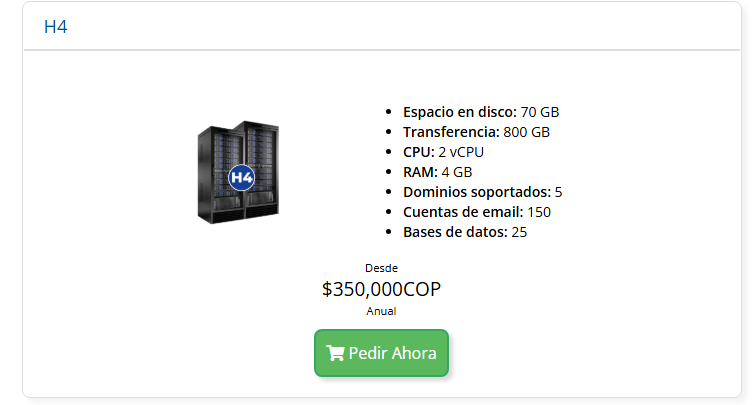 H4
H4
Espacio en disco: 70 GB
Transferencia: 800 GB
CPU: 2 vCPU
RAM: 4 GB
Dominios soportados: 5
Cuentas de email: 150
Bases de datos: 25
Desde
$350,000COP
Anual
Pedir Ahora